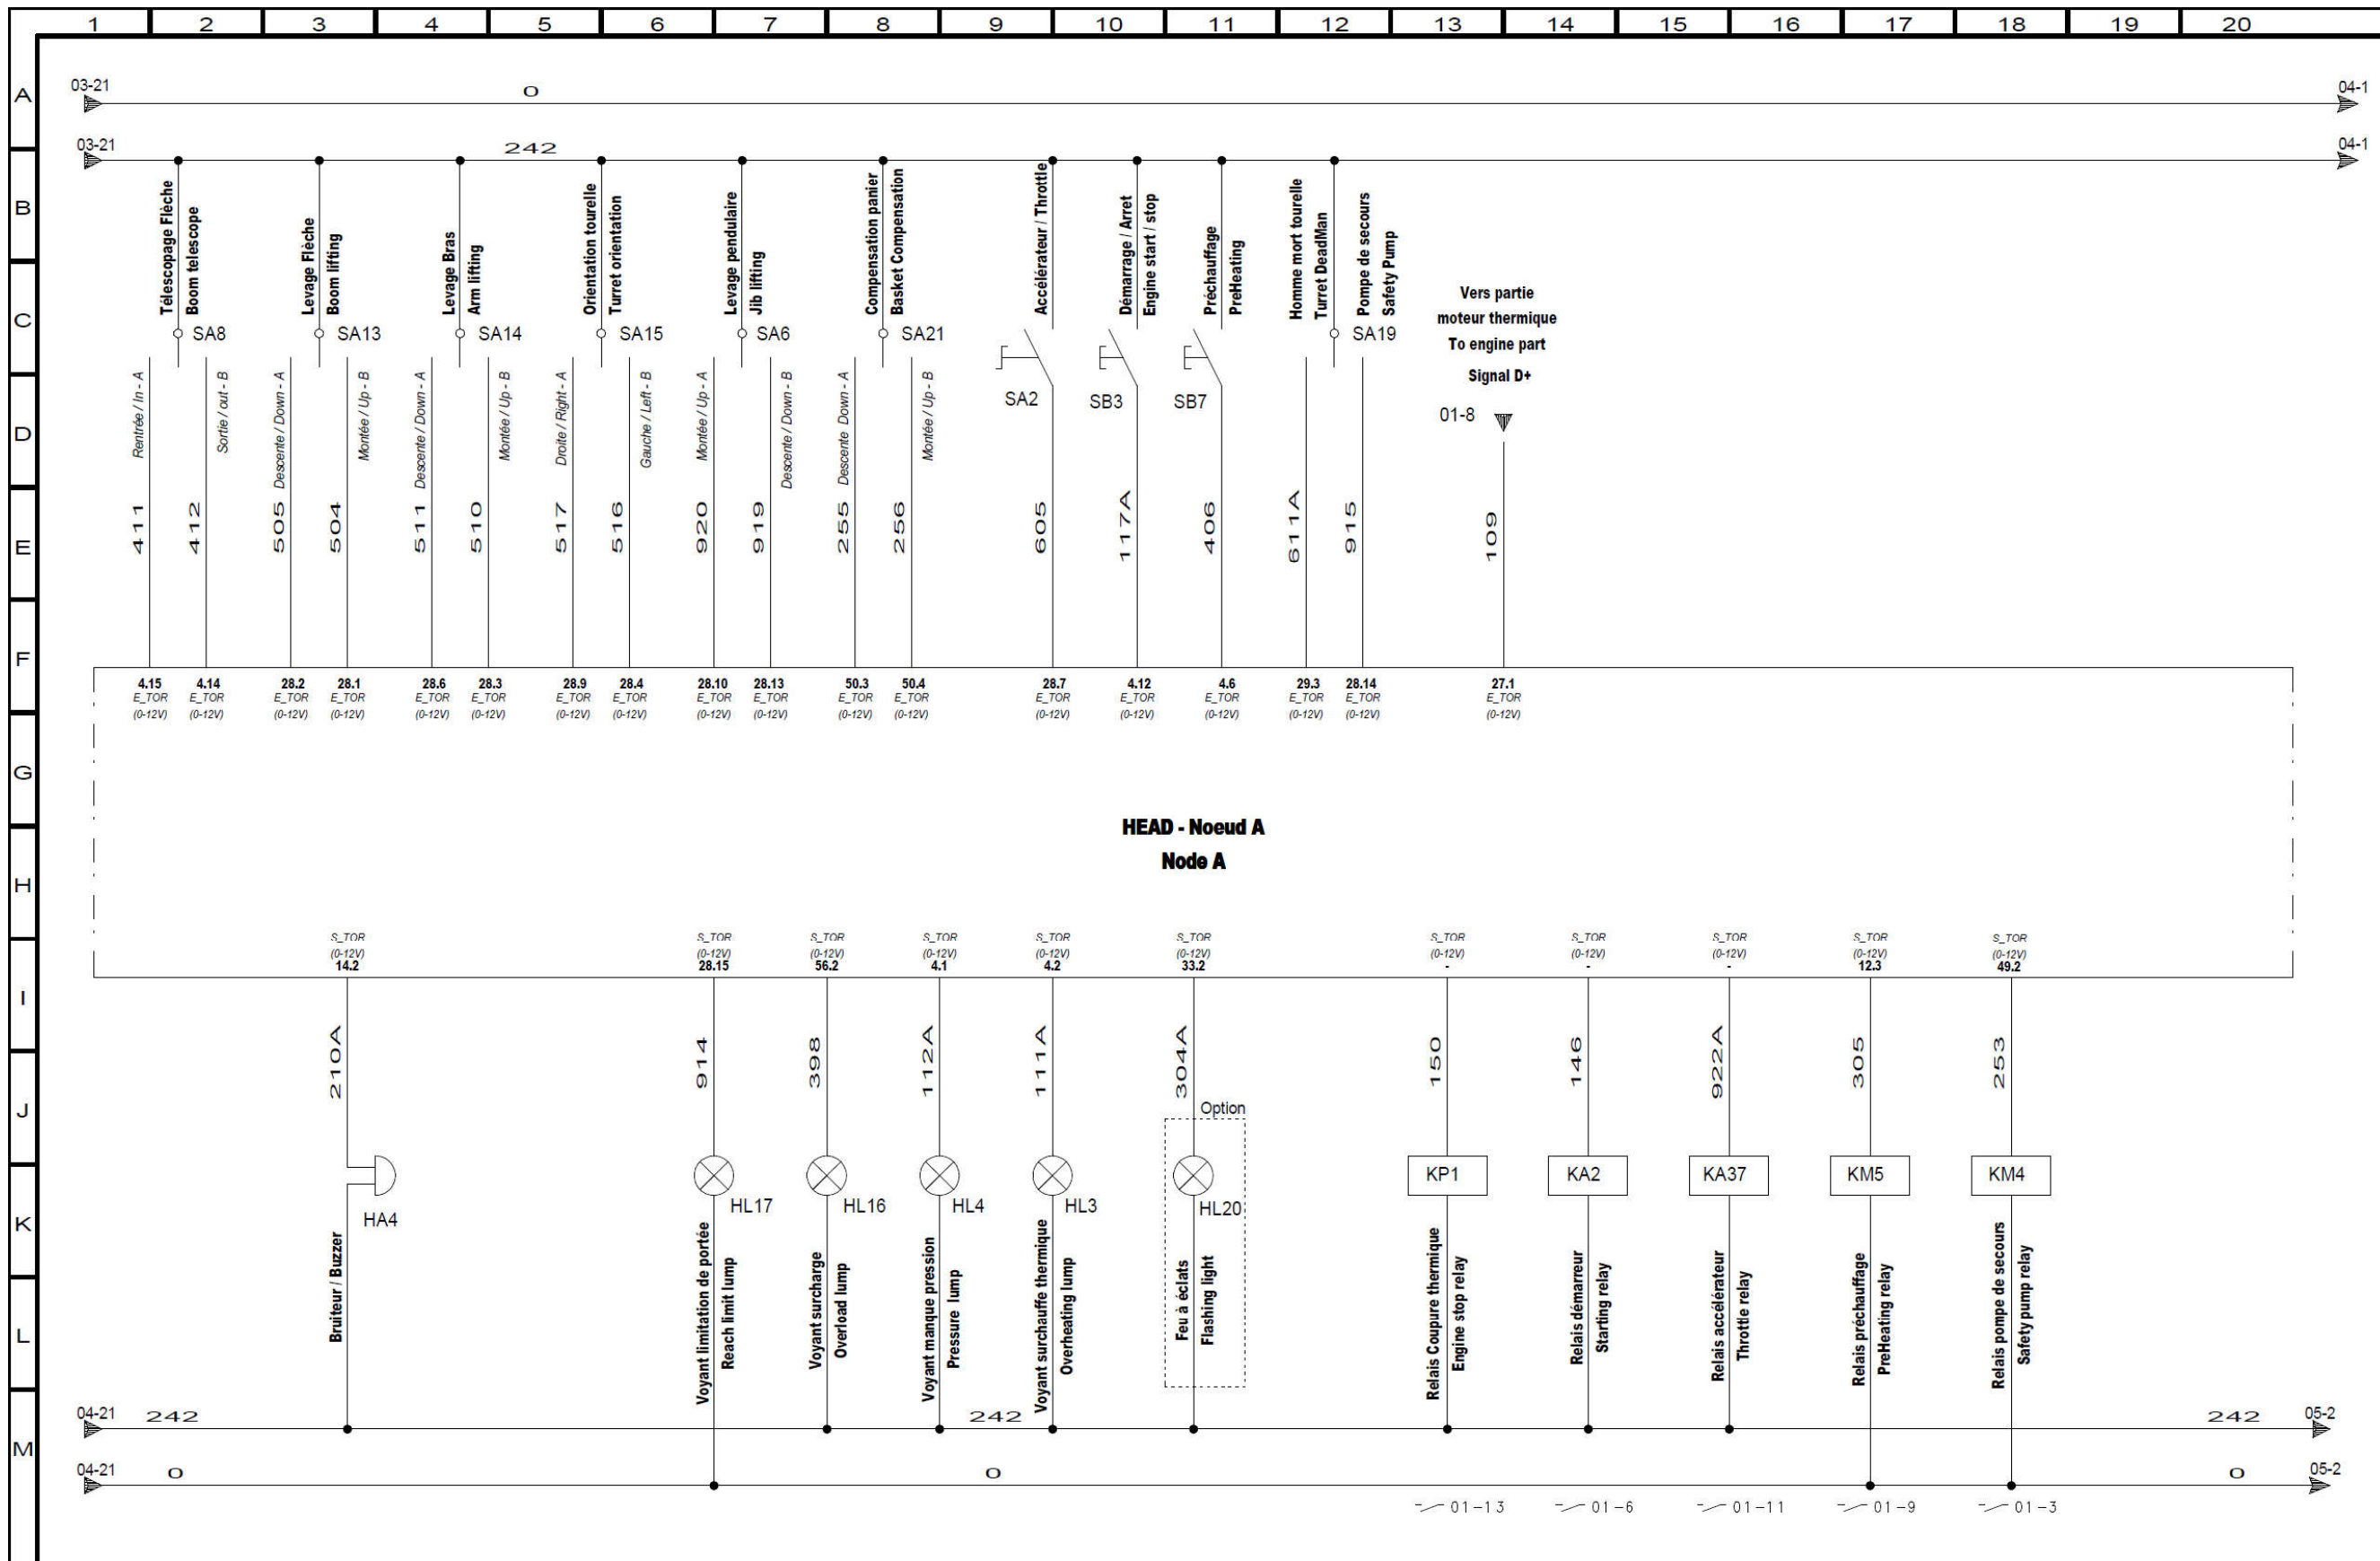 1 2 3 4 5 6 7 8 9 10 11 12 13 14 15 16 17 18 19 20
A
B
C
D
E
F
G
H
I
J
K
L
M
03-21
0
04-1
03-21
242
04-1
Télescopage Flèche
Boom telescope
Levage Flèche
Boom lifting
Levage Bras
Arm lifting
Orientation tourelle
Turret orientation
Levage pendulaire
Jib lifting
Compensation panier
Basket Compensation
Accélérateur / Throttle
Démarrage / Arret
Engine start / stop
Préchauffage
PreHeating
Homme mort tourelle
Turret DeadMan
Pompe de secours
Safety Pump
Vers partie
moteur thermique
To engine part
Signal D+
01-8
SA8
SA13
SA14
SA15
SA6
SA21
SA2
SB3
SB7
SA19
Rentrée / In - A
Sortie / out - B
Descente / Down - A
Montée / Up - B
Descente / Down - A
Montée / Up - B
Droite / Right - A
Gauche / Left - B
Montée / Up - A
Descente / Down - B
Descente Down - A
Montée / Up - B
411
412
505
504
511
510
517
516
920
919
255
256
605
117A
406
611A
915
109
4.15 4.14 28.2 28.1 28.6 28.3 28.9 28.4 28.10 28.13 50.3 50.4 28.7 4.12 4.6 29.3 28.14 27.1
E_TOR E_TOR E_TOR E_TOR E_TOR E_TOR E_TOR E_TOR E_TOR E_TOR E_TOR E_TOR E_TOR E_TOR E_TOR E_TOR E_TOR E_TOR
(0-12V) (0-12V) (0-12V) (0-12V) (0-12V) (0-12V) (0-12V) (0-12V) (0-12V) (0-12V) (0-12V) (0-12V) (0-12V) (0-12V) (0-12V) (0-12V) (0-12V) (0-12V)
HEAD - Noeud A
Node A
S_TOR S_TOR S_TOR S_TOR S_TOR S_TOR S_TOR S_TOR S_TOR S_TOR S_TOR
(0-12V) (0-12V) (0-12V) (0-12V) (0-12V) (0-12V) (0-12V) (0-12V) (0-12V) (0-12V) (0-12V)
14.2 28.15 56.2 4.1 4.2 33.2 - - - 12.3 49.2
210A
914
398
112A
111A
304A
150
146
922A
305
253
Option
HA4
HL17
HL16
HL4
HL3
HL20
KP1
KA2
KA37
KM5
KM4
Bruiteur / Buzzer
Voyant limitation de portée
Reach limit lump
Voyant surcharge
Overload lump
Voyant manque pression
Pressure lump
Voyant surchauffe thermique
Overheating lump
Feu à éclats
Flashing light
Relais Coupure thermique
Engine stop relay
Relais démarreur
Starting relay
Relais accélérateur
Throttle relay
Relais préchauffage
PreHeating relay
Relais pompe de secours
Safety pump relay
04-21 242 242 242 05-2
04-21 0 0 0 05-2
01-13 01-6 01-11 01-9 01-3